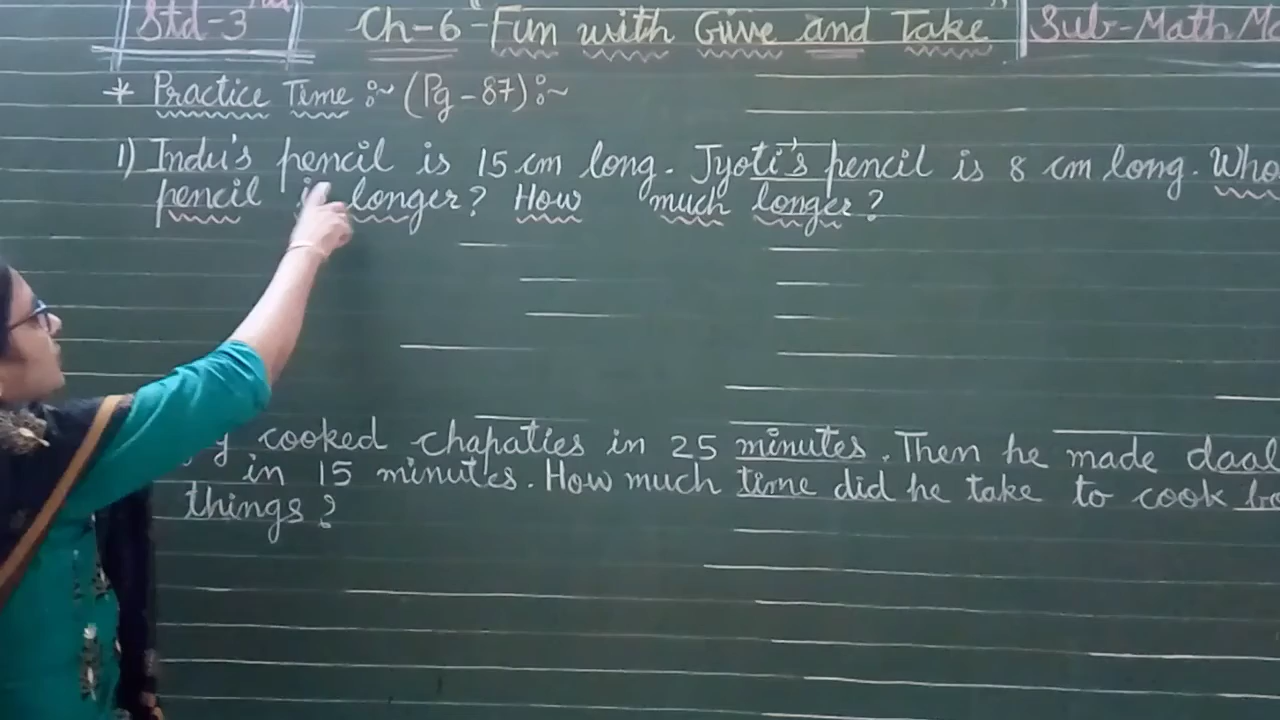 Std-3 Ch-6 "Fun with Give and Take" Sub-Math
* Practice Time :~ (Pg-87):~
1) Indu's pencil is 15 cm long. Jyoti's pencil is 8 cm long.
pencil is longer? How much longer?
cooked chapaties in 25 minutes. Then he made daal
in 15 minutes. How much time did he take to cook
things?